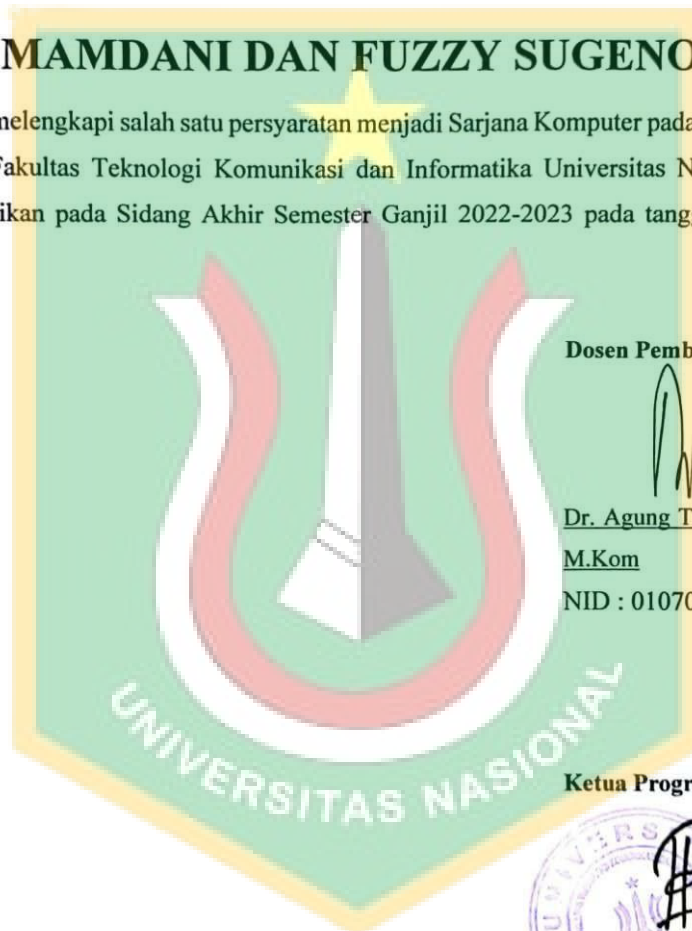 MAMDANI DAN FUZZY SUGENO
melengkapi salah satu persyaratan menjadi Sarjana Komputer pada
Fakultas Teknologi Komunikasi dan Informatika Universitas N
ikan pada Sidang Akhir Semester Ganjil 2022-2023 pada tang
Dosen Pemb
Dr. Agung T
M.Kom
NID : 01070
UNIVERSITAS NASIONAL
Ketua Progr
UNIVERS